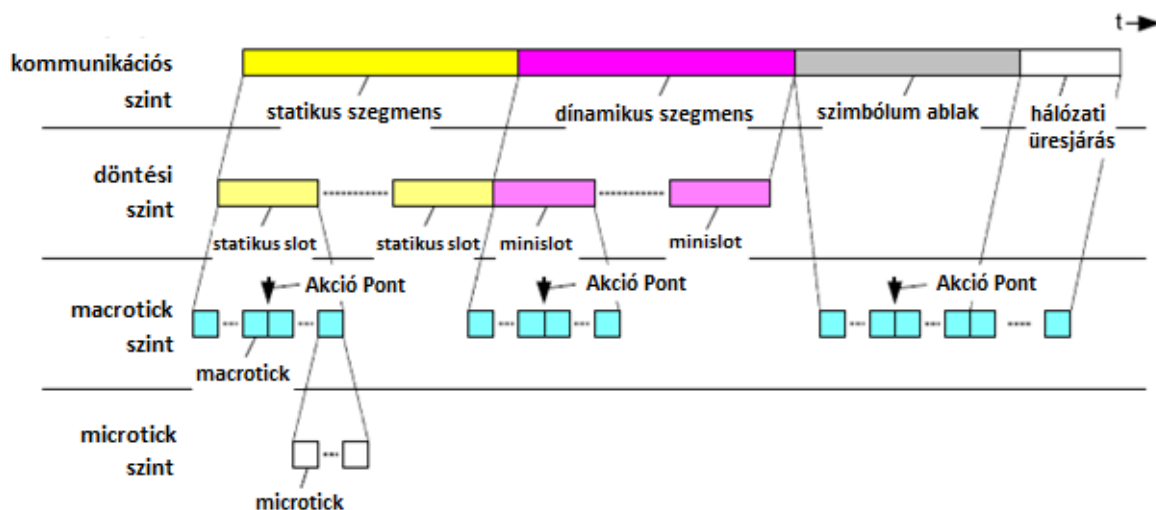 t
kommunikációs
szint
statikus szegmens
dínamikus szegmens
szimbólum ablak
hálózati
üresjárás
döntési
szint
statikus slot
statikus slot
minislot
minislot
macrotick
szint
Akció Pont
Akció Pont
Akció Pont
macrotick
microtick
szint
microtick